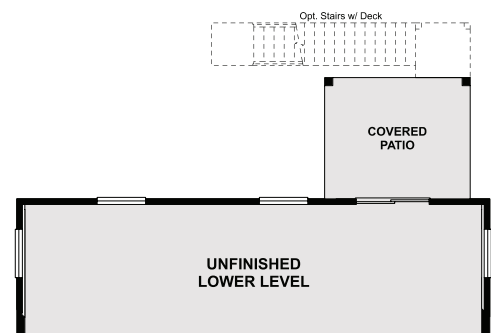 Opt. Stairs w/ Deck
COVERED
PATIO
UNFINISHED
LOWER LEVEL